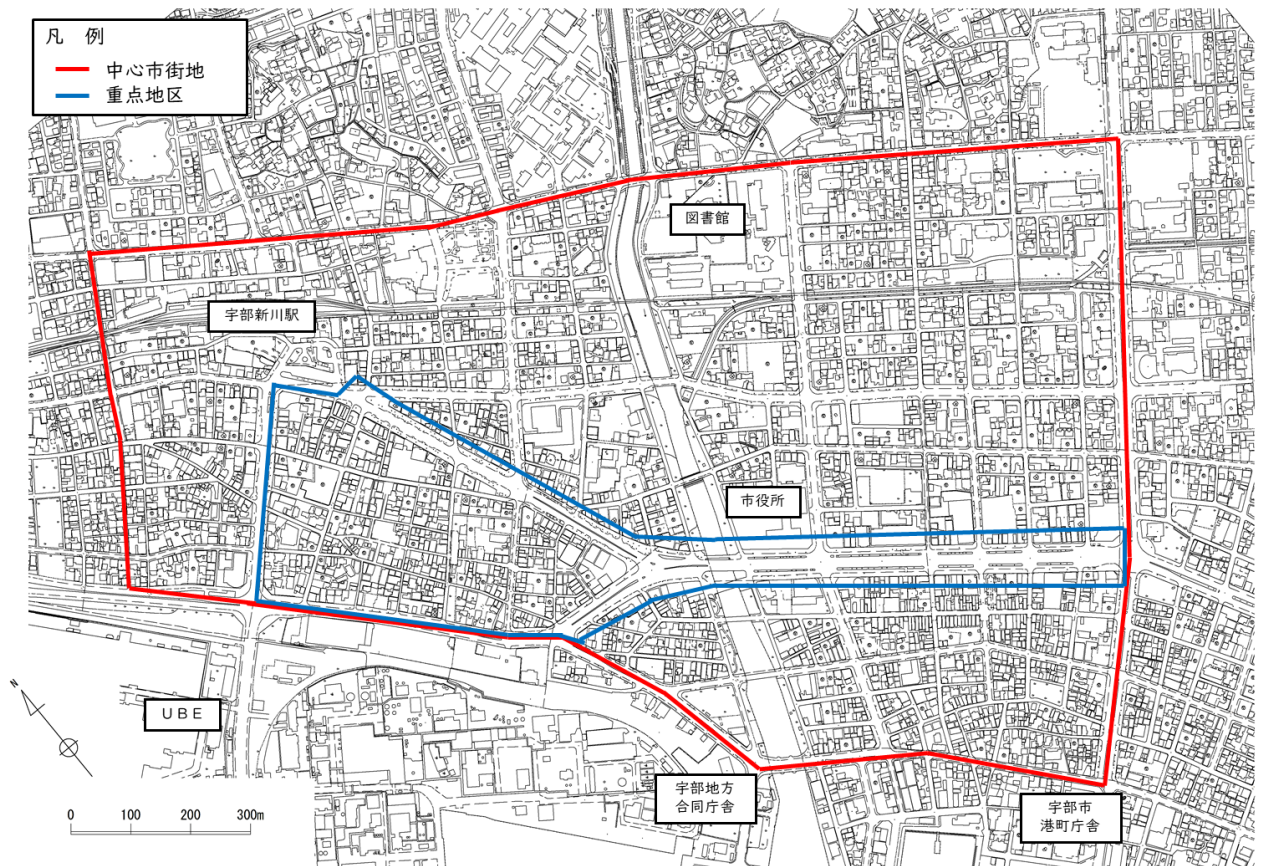 凡 例
中心市街地
重点地区
図書館
宇部新川駅
市役所
UBE
N
宇部地方
合同庁舎
宇部市
港町庁舎
0 100 200 300m